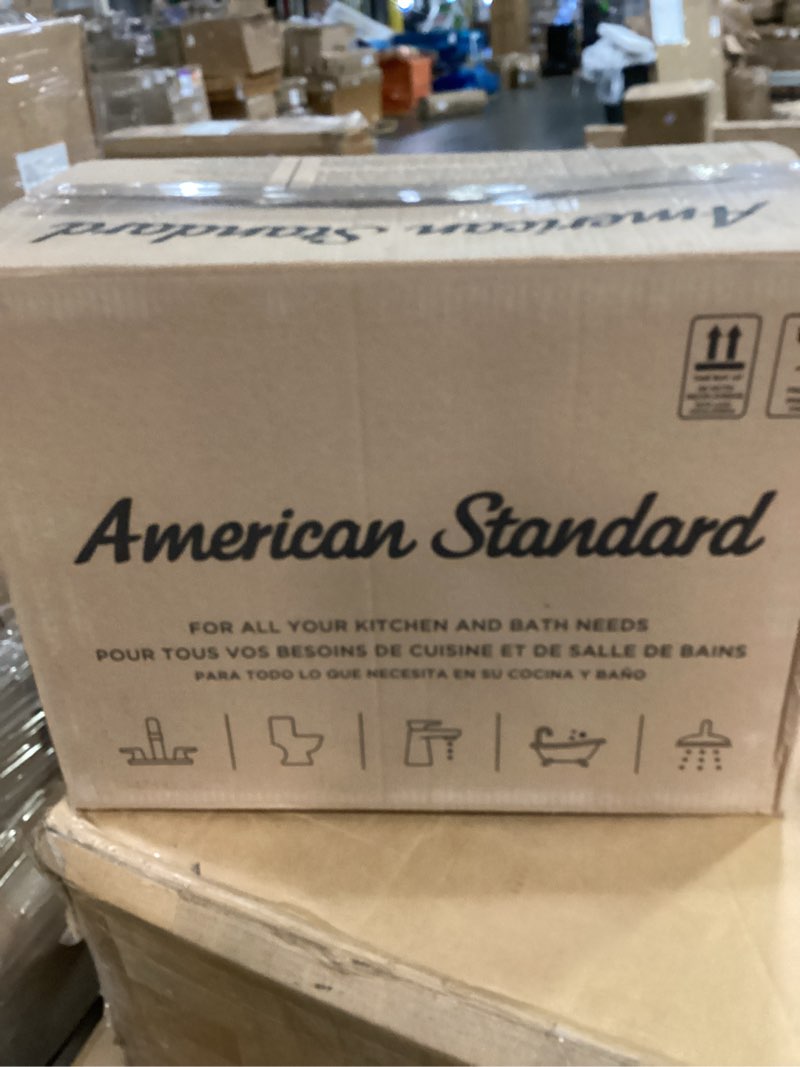 American Standard
American Standard
FOR ALL YOUR KITCHEN AND BATH NEEDS
POUR TOUS VOS BESOINS DE CUISINE ET DE SALLE DE BAINS
PARA TODO LO QUE NECESITA EN SU COCINA Y BAÑO